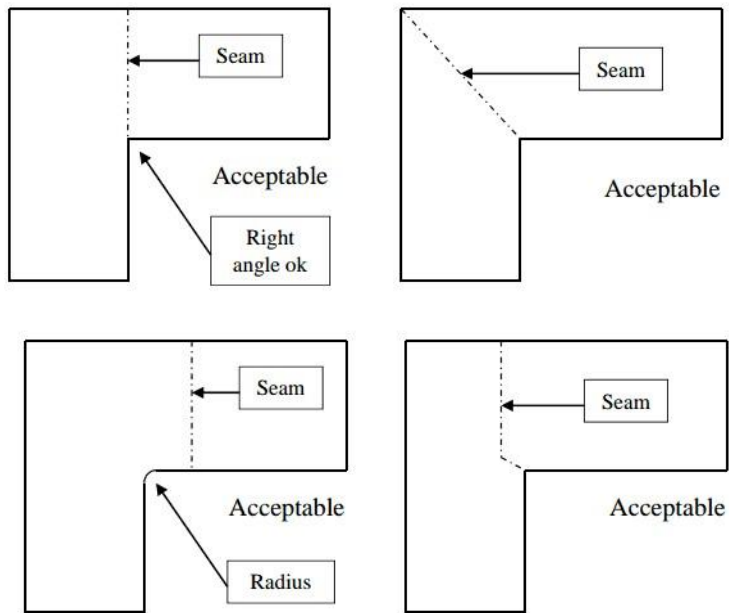 Seam
Seam
Acceptable
Acceptable
Right
angle ok
Seam
Seam
Acceptable
Acceptable
Radius